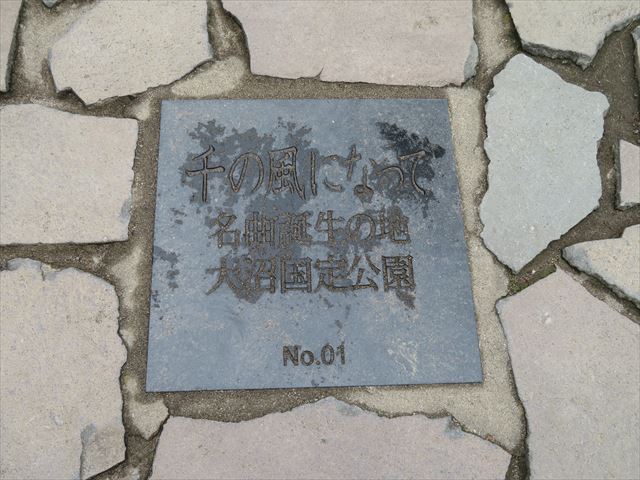 千の風になって
名曲誕生の地
大沼国定公園
No.01